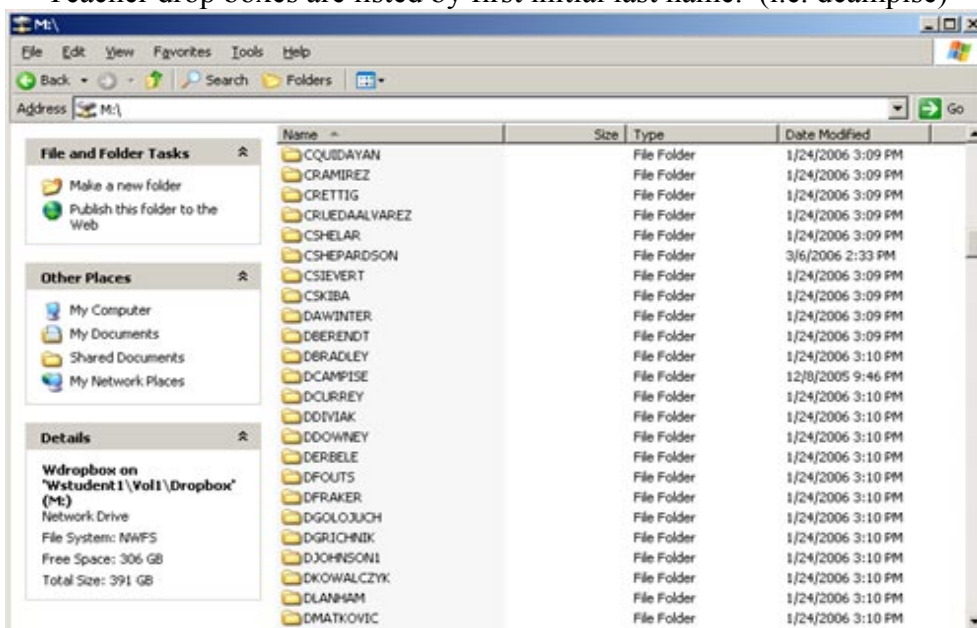 Teacher drop boxes are listed by first initial last name. (i.e. dcampise)
M:\
File Edit View Favorites Tools Help
Back Search Folders
Address M:\ Go
Name Size Type Date Modified
File and Folder Tasks
Make a new folder
Publish this folder to the
Web
Other Places
My Computer
My Documents
Shared Documents
My Network Places
Details
Wdropbox on
'Wstudent1\Vol1\Dropbox'
(M:)
Network Drive
File System: NWFS
Free Space: 306 GB
Total Size: 391 GB
CQUIDAYAN File Folder 1/24/2006 3:09 PM
CRAMIREZ File Folder 1/24/2006 3:09 PM
CRETTIG File Folder 1/24/2006 3:09 PM
CRUEDAALVAREZ File Folder 1/24/2006 3:09 PM
CSHELAR File Folder 1/24/2006 3:09 PM
CSHEPARDSON File Folder 3/6/2006 2:33 PM
CSIEVERT File Folder 1/24/2006 3:09 PM
CSKIBA File Folder 1/24/2006 3:09 PM
DAWINTER File Folder 1/24/2006 3:09 PM
DBERENDT File Folder 1/24/2006 3:09 PM
DBRADLEY File Folder 1/24/2006 3:10 PM
DCAMPISE File Folder 12/8/2005 9:46 PM
DCURREY File Folder 1/24/2006 3:10 PM
DDIVIAK File Folder 1/24/2006 3:10 PM
DDOWNEY File Folder 1/24/2006 3:10 PM
DERBELE File Folder 1/24/2006 3:10 PM
DFOUTS File Folder 1/24/2006 3:10 PM
DFRAKER File Folder 1/24/2006 3:10 PM
DGOLOJUCH File Folder 1/24/2006 3:10 PM
DGRICHNIK File Folder 1/24/2006 3:10 PM
DJOHNSON1 File Folder 1/24/2006 3:10 PM
DKOWALCZYK File Folder 1/24/2006 3:10 PM
DLANHAM File Folder 1/24/2006 3:10 PM
DMATKOVIC File Folder 1/24/2006 3:10 PM